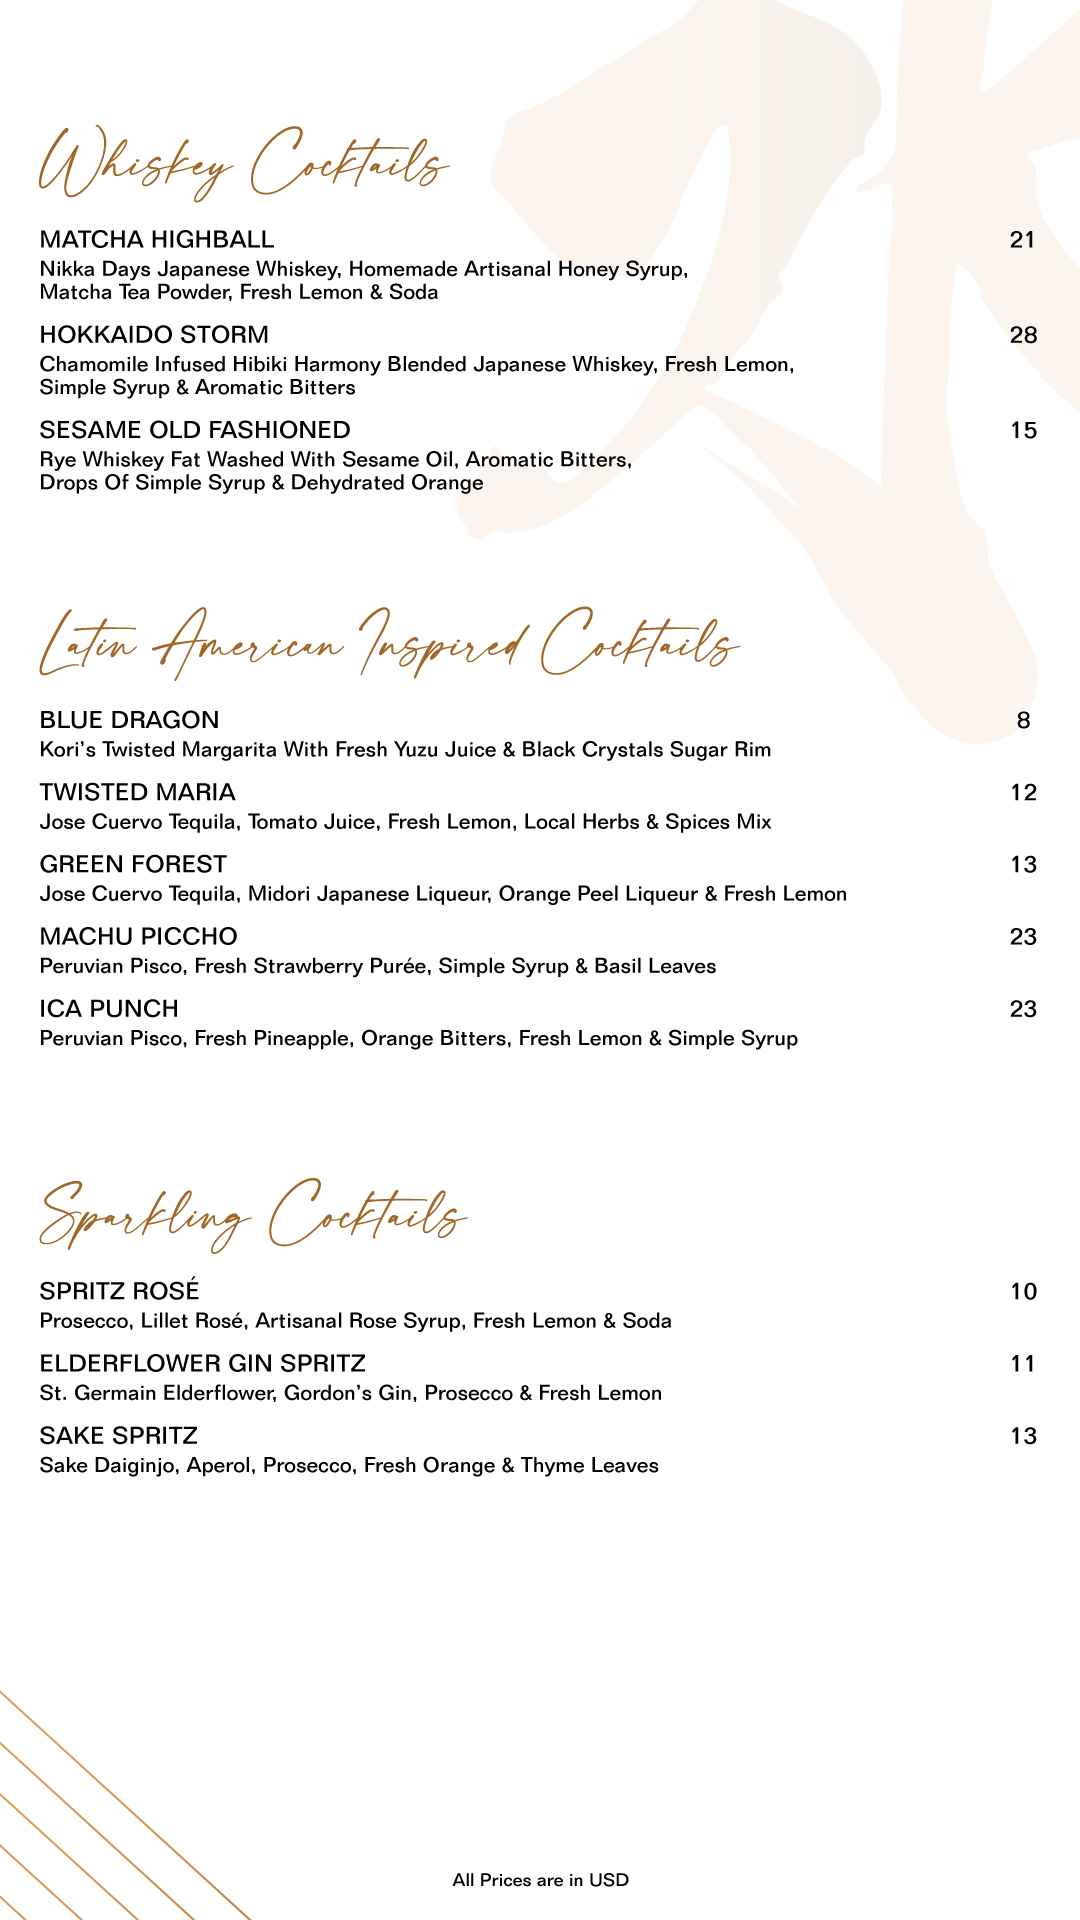 Whiskey Cocktails
MATCHA HIGHBALL 21
Nikka Days Japanese Whiskey, Homemade Artisanal Honey Syrup,
Matcha Tea Powder, Fresh Lemon & Soda
HOKKAIDO STORM 28
Chamomile Infused Hibiki Harmony Blended Japanese Whiskey, Fresh Lemon,
Simple Syrup & Aromatic Bitters
SESAME OLD FASHIONED 15
Rye Whiskey Fat Washed With Sesame Oil, Aromatic Bitters,
Drops Of Simple Syrup & Dehydrated Orange
Latin American Inspired Cocktails
BLUE DRAGON 8
Kori’s Twisted Margarita With Fresh Yuzu Juice & Black Crystals Sugar Rim
TWISTED MARIA 12
Jose Cuervo Tequila, Tomato Juice, Fresh Lemon, Local Herbs & Spices Mix
GREEN FOREST 13
Jose Cuervo Tequila, Midori Japanese Liqueur, Orange Peel Liqueur & Fresh Lemon
MACHU PICCHO 23
Peruvian Pisco, Fresh Strawberry Purée, Simple Syrup & Basil Leaves
ICA PUNCH 23
Peruvian Pisco, Fresh Pineapple, Orange Bitters, Fresh Lemon & Simple Syrup
Sparkling Cocktails
SPRITZ ROSÉ 10
Prosecco, Lillet Rosé, Artisanal Rose Syrup, Fresh Lemon & Soda
ELDERFLOWER GIN SPRITZ 11
St. Germain Elderflower, Gordon’s Gin, Prosecco & Fresh Lemon
SAKE SPRITZ 13
Sake Daiginjo, Aperol, Prosecco, Fresh Orange & Thyme Leaves
All Prices are in USD